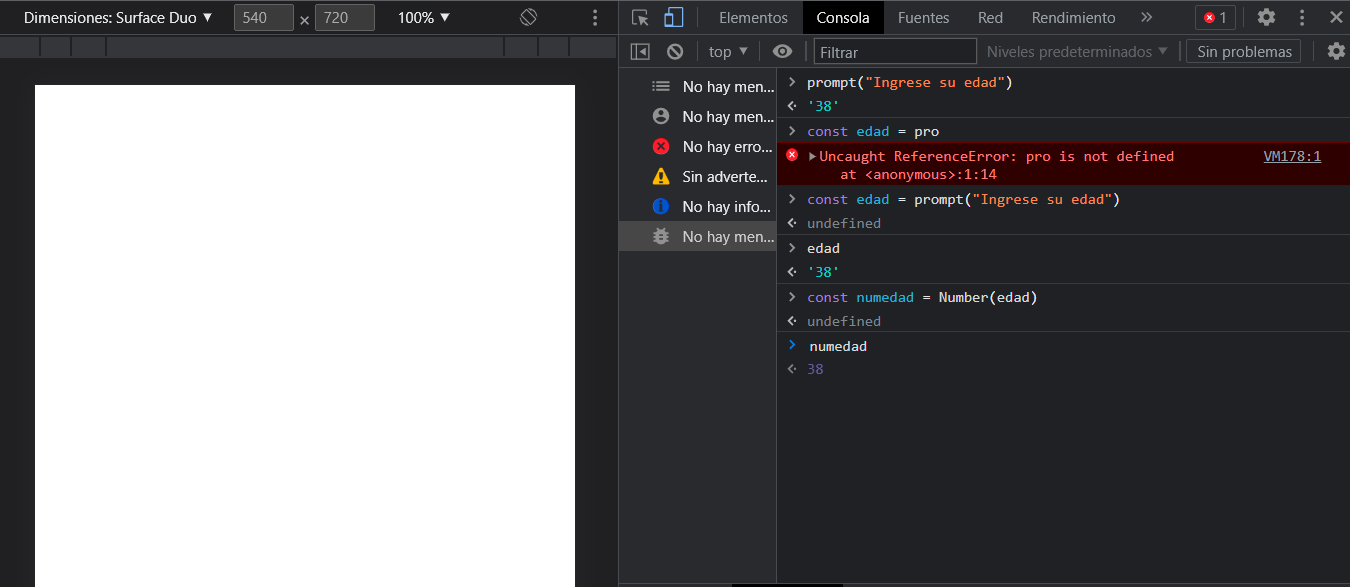 Dimensiones: Surface Duo ▼ 540 × 720 100% ▼
Elementos Consola Fuentes Red Rendimiento » 1
top ▼ Filtrar Niveles predeterminados ▼ Sin problemas
No hay men...
No hay men...
No hay erro...
Sin adverte...
No hay info...
No hay men...
prompt("Ingrese su edad")
'38'
const edad = pro
Uncaught ReferenceError: pro is not defined VM178:1
at <anonymous>:1:14
const edad = prompt("Ingrese su edad")
undefined
edad
'38'
const numedad = Number(edad)
undefined
numedad
38